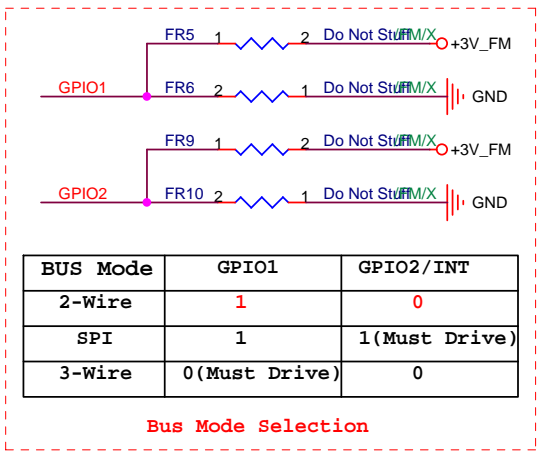 FR5 1 2 Do Not Stuff /FM/X +3V_FM
GPIO1 FR6 2 1 Do Not Stuff /FM/X GND
FR9 1 2 Do Not Stuff /FM/X +3V_FM
GPIO2 FR10 2 1 Do Not Stuff /FM/X GND
BUS Mode GPIO1 GPIO2/INT
2-Wire 1 0
SPI 1 1(Must Drive)
3-Wire 0(Must Drive) 0
Bus Mode Selection